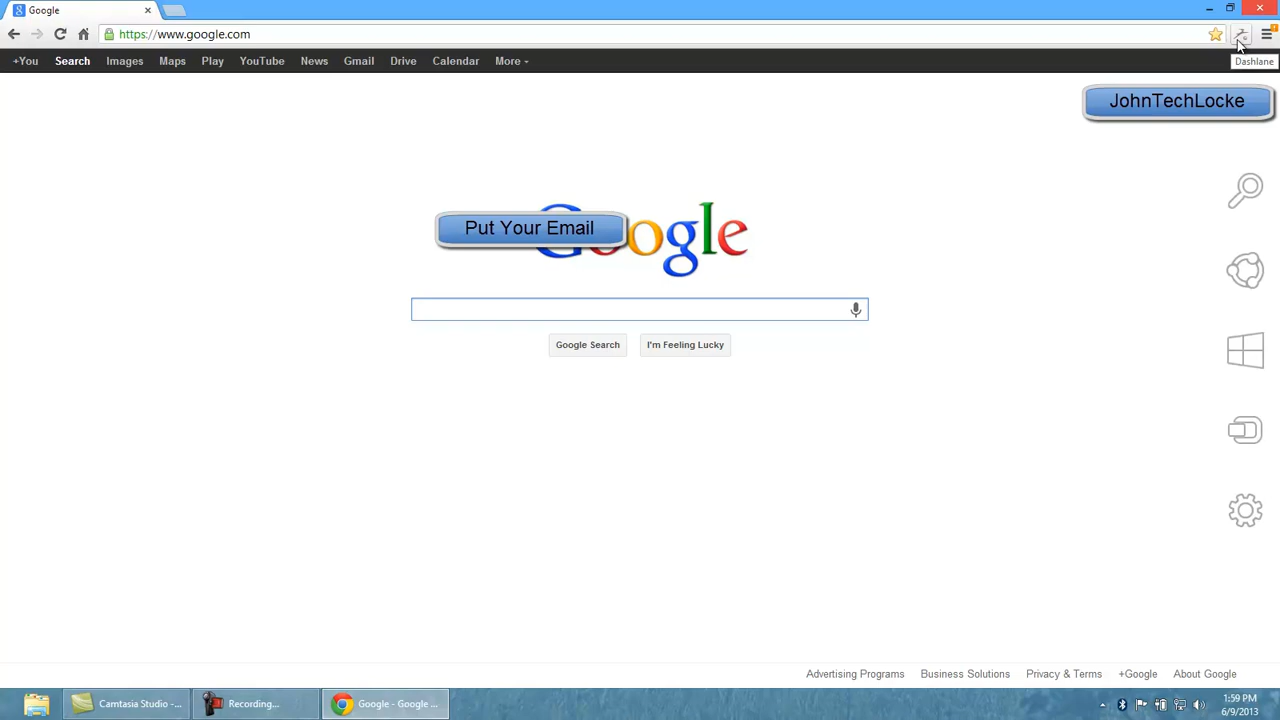 Google
https://www.google.com
+You Search Images Maps Play YouTube News Gmail Drive Calendar More
Dashlane
JohnTechLocke
Put Your Email
Google
Google Search I'm Feeling Lucky
Advertising Programs Business Solutions Privacy & Terms +Google About Google
Camtasia Studio -... Recording... Google - Google ...
1:59 PM
6/9/2013